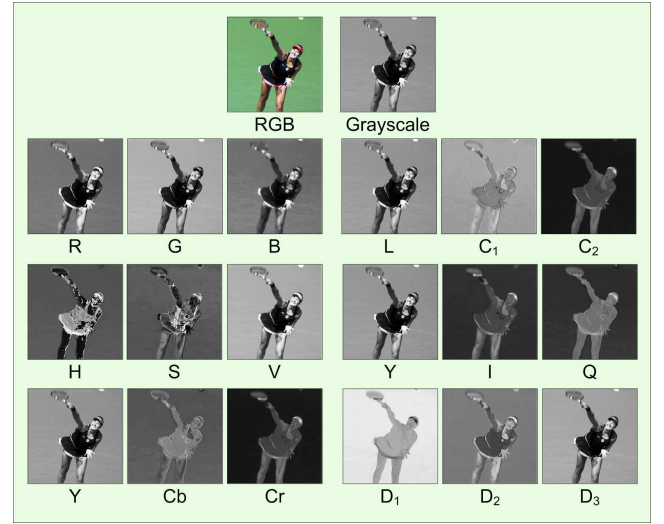 RGB Grayscale
R G B L C₁ C₂
H S V Y I Q
Y Cb Cr D₁ D₂ D₃